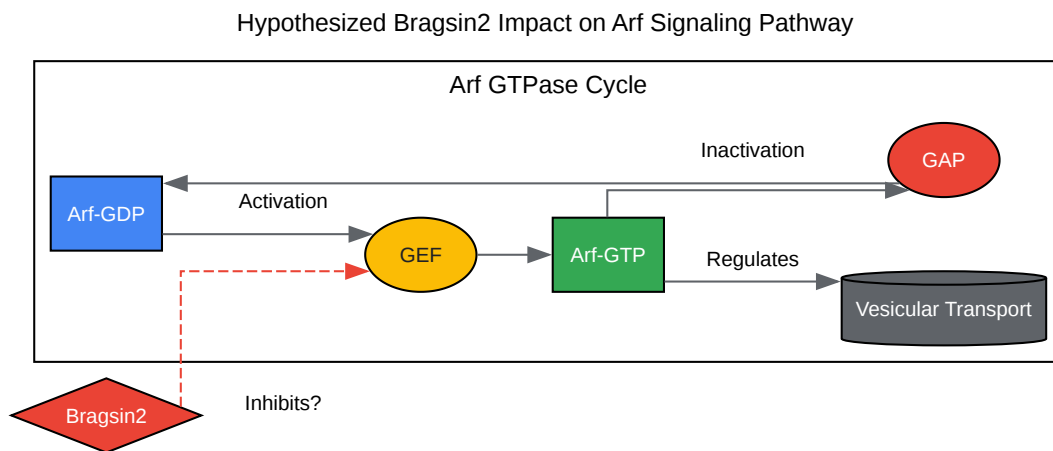 Hypothesized Bragsin2 Impact on Arf Signaling Pathway
Arf GTPase Cycle
Inactivation
GAP
Arf-GDP
Activation
GEF
Arf-GTP
Regulates
Vesicular Transport
Bragsin2
Inhibits?